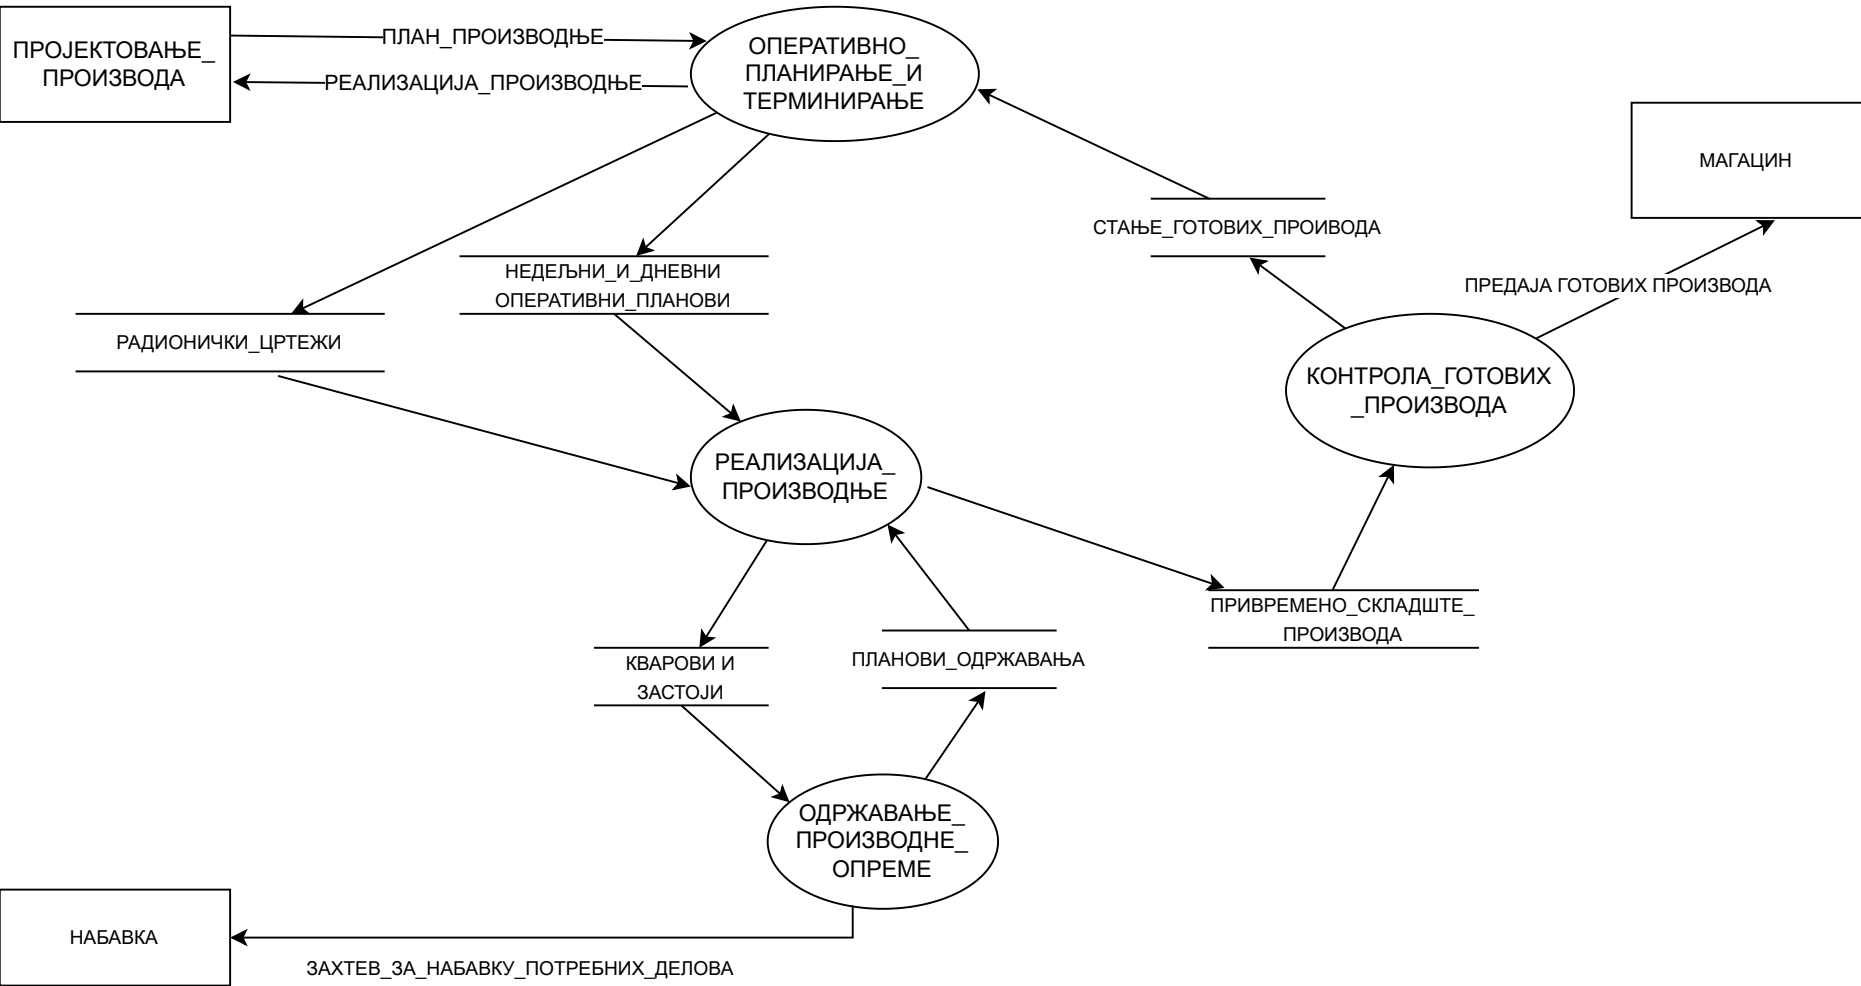 ПРОЈЕКТОВАЊЕ_
ПРОИЗВОДА
ПЛАН_ПРОИЗВОДЊЕ
РЕАЛИЗАЦИЈА_ПРОИЗВОДЊЕ
ОПЕРАТИВНО_
ПЛАНИРАЊЕ_И
ТЕРМИНИРАЊЕ
МАГАЦИН
СТАЊЕ_ГОТОВИХ_ПРОИВОДА
НЕДЕЉНИ_И_ДНЕВНИ
ОПЕРАТИВНИ_ПЛАНОВИ
ПРЕДАЈА ГОТОВИХ ПРОИЗВОДА
РАДИОНИЧКИ_ЦРТЕЖИ
КОНТРОЛА_ГОТОВИХ
_ПРОИЗВОДА
РЕАЛИЗАЦИЈА_
ПРОИЗВОДЊЕ
ПРИВРЕМЕНО_СКЛАДШТЕ_
ПРОИЗВОДА
КВАРОВИ И
ЗАСТОЈИ
ПЛАНОВИ_ОДРЖАВАЊА
ОДРЖАВАЊЕ_
ПРОИЗВОДНЕ_
ОПРЕМЕ
НАБАВКА
ЗАХТЕВ_ЗА_НАБАВКУ_ПОТРЕБНИХ_ДЕЛОВА